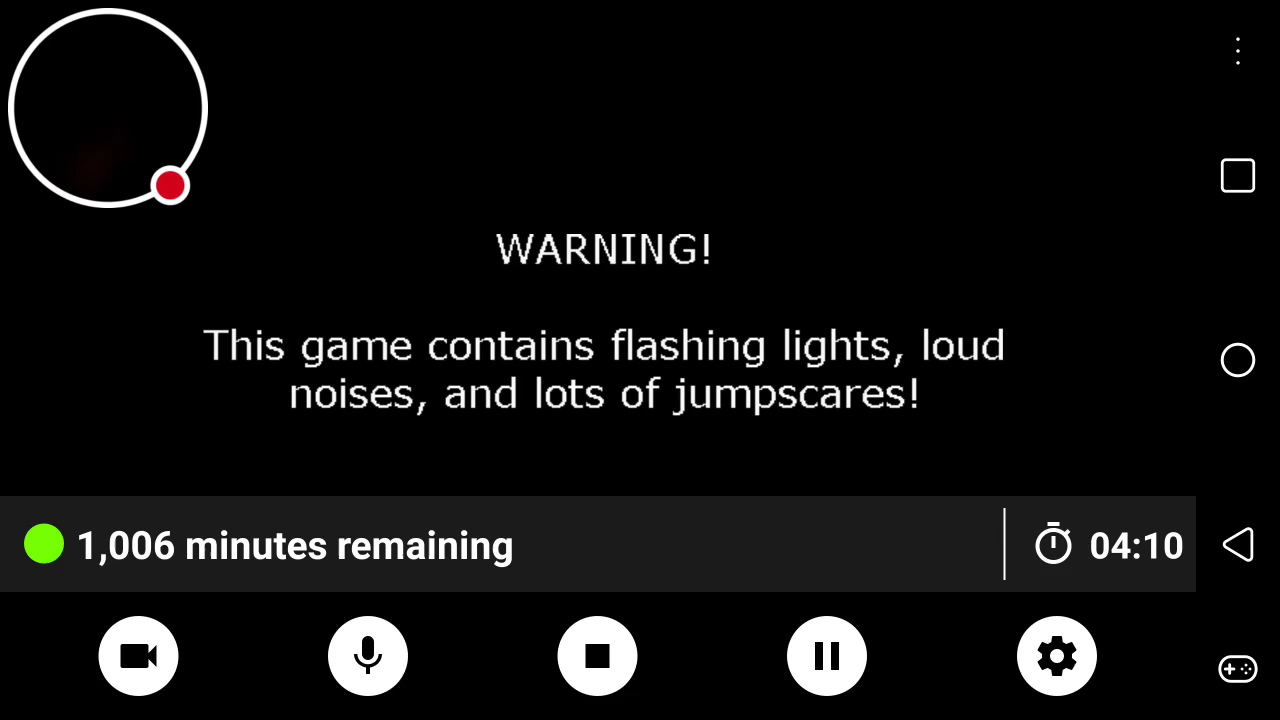 WARNING!
This game contains flashing lights, loud
noises, and lots of jumpscares!
1,006 minutes remaining
04:10